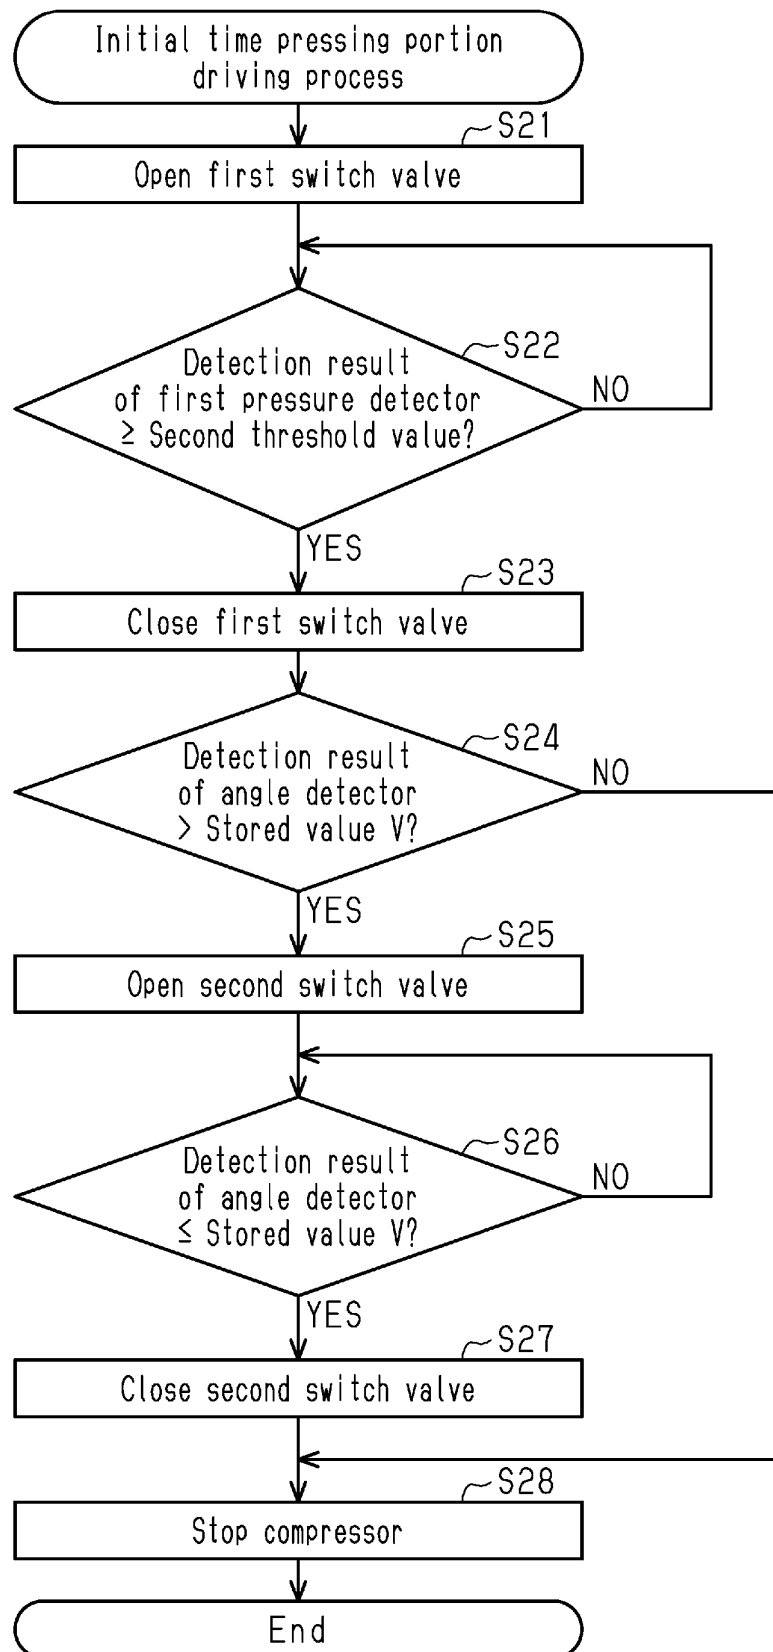 Initial time pressing portion
driving process
S21
Open first switch valve
S22
Detection result
of first pressure detector
≥ Second threshold value?
NO
YES
S23
Close first switch valve
S24
Detection result
of angle detector
> Stored value V?
NO
YES
S25
Open second switch valve
S26
Detection result
of angle detector
≤ Stored value V?
NO
YES
S27
Close second switch valve
S28
Stop compressor
End